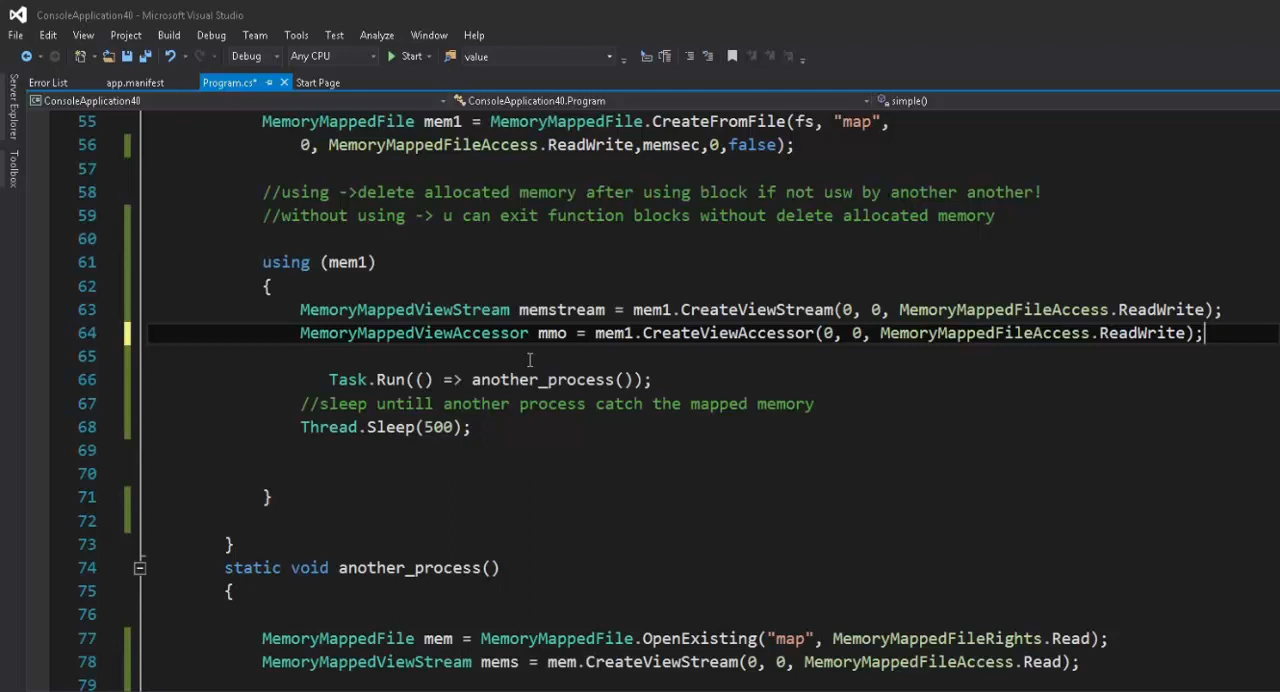 ConsoleApplication40 - Microsoft Visual Studio
File Edit View Project Build Debug Team Tools Test Analyze Window Help
Debug Any CPU Start value
Error List app.manifest Program.cs* Start Page
Server Explorer
Toolbox
ConsoleApplication40 ConsoleApplication40.Program simple()
55 MemoryMappedFile mem1 = MemoryMappedFile.CreateFromFile(fs, "map",
56 0, MemoryMappedFileAccess.ReadWrite,memsec,0,false);
57
58 //using ->delete allocated memory after using block if not usw by another another!
59 //without using -> u can exit function blocks without delete allocated memory
60
61 using (mem1)
62 {
63 MemoryMappedViewStream memstream = mem1.CreateViewStream(0, 0, MemoryMappedFileAccess.ReadWrite);
64 MemoryMappedViewAccessor mmo = mem1.CreateViewAccessor(0, 0, MemoryMappedFileAccess.ReadWrite);
65
66 Task.Run(() => another_process());
67 //sleep untill another process catch the mapped memory
68 Thread.Sleep(500);
69
70
71 }
72
73 }
74 static void another_process()
75 {
76
77 MemoryMappedFile mem = MemoryMappedFile.OpenExisting("map", MemoryMappedFileRights.Read);
78 MemoryMappedViewStream mems = mem.CreateViewStream(0, 0, MemoryMappedFileAccess.Read);
79